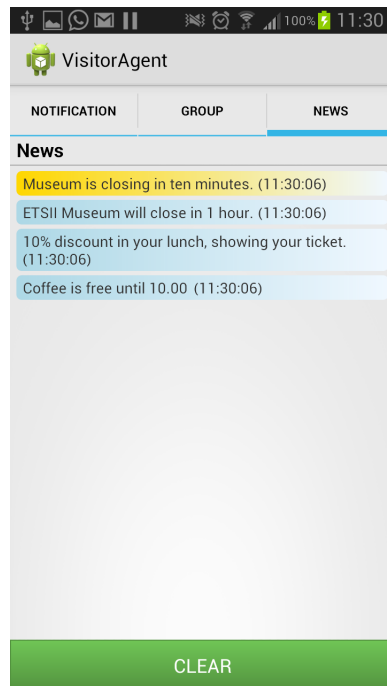 100% 11:30
VisitorAgent
NOTIFICATION GROUP NEWS
News
Museum is closing in ten minutes. (11:30:06)
ETSII Museum will close in 1 hour. (11:30:06)
10% discount in your lunch, showing your ticket.
(11:30:06)
Coffee is free until 10.00 (11:30:06)
CLEAR